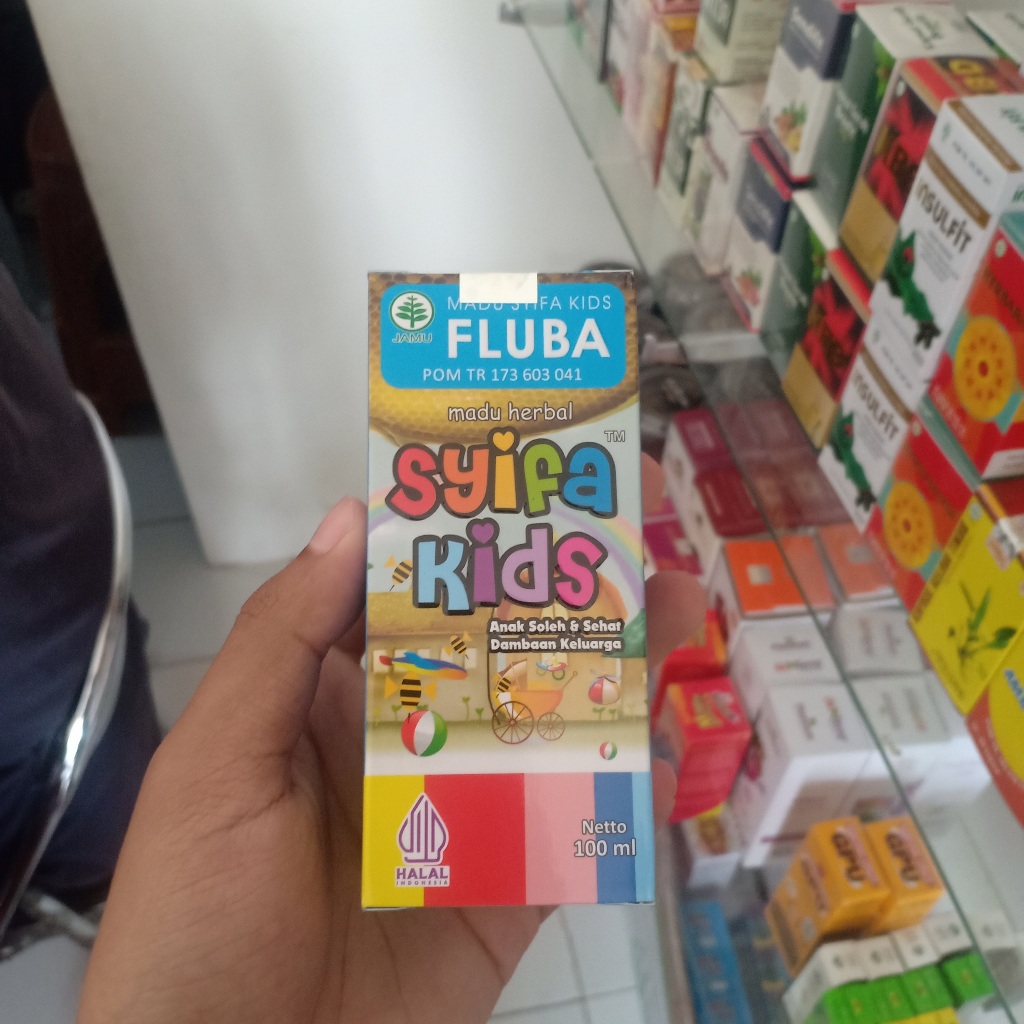 MADU SYIFA KIDS
JAMU
FLUBA
POM TR 173 603 041
madu herbal
syifa
TM
Kids
Anak Soleh & Sehat
Dambaan Keluarga
Netto
100 ml
HALAL
INDONESIA
INSULFIT
INSULFIT